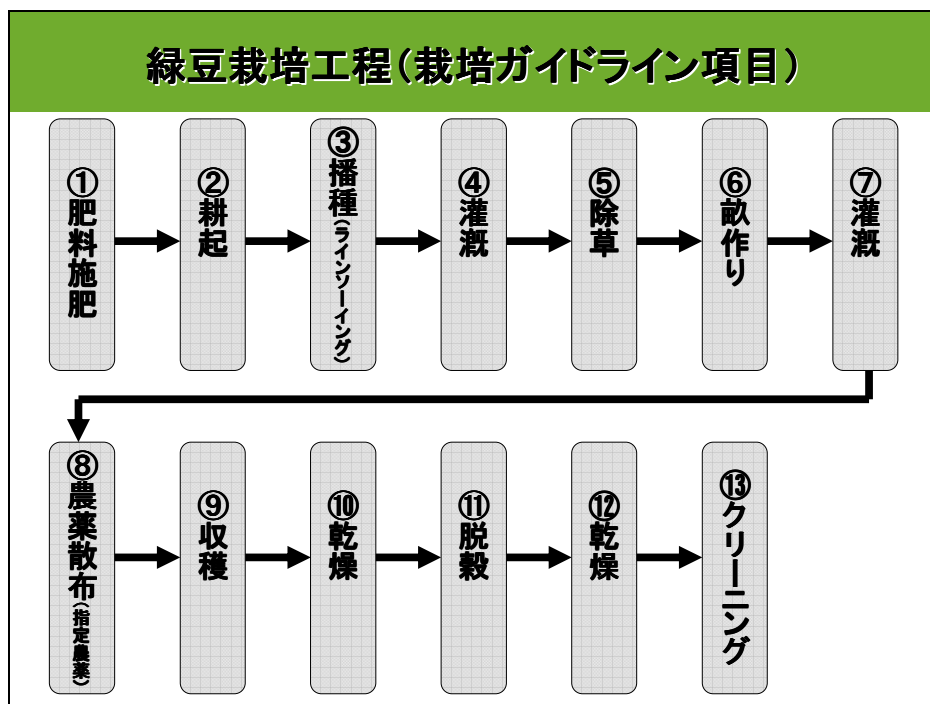 緑豆栽培工程(栽培ガイドライン項目)
①肥料施肥
②耕起
③播種(ラインソーイング)
④灌漑
⑤除草
⑥畝作り
⑦灌漑
⑧農薬散布(指定農薬)
⑨収穫
⑩乾燥
⑪脱穀
⑫乾燥
⑬クリーニング